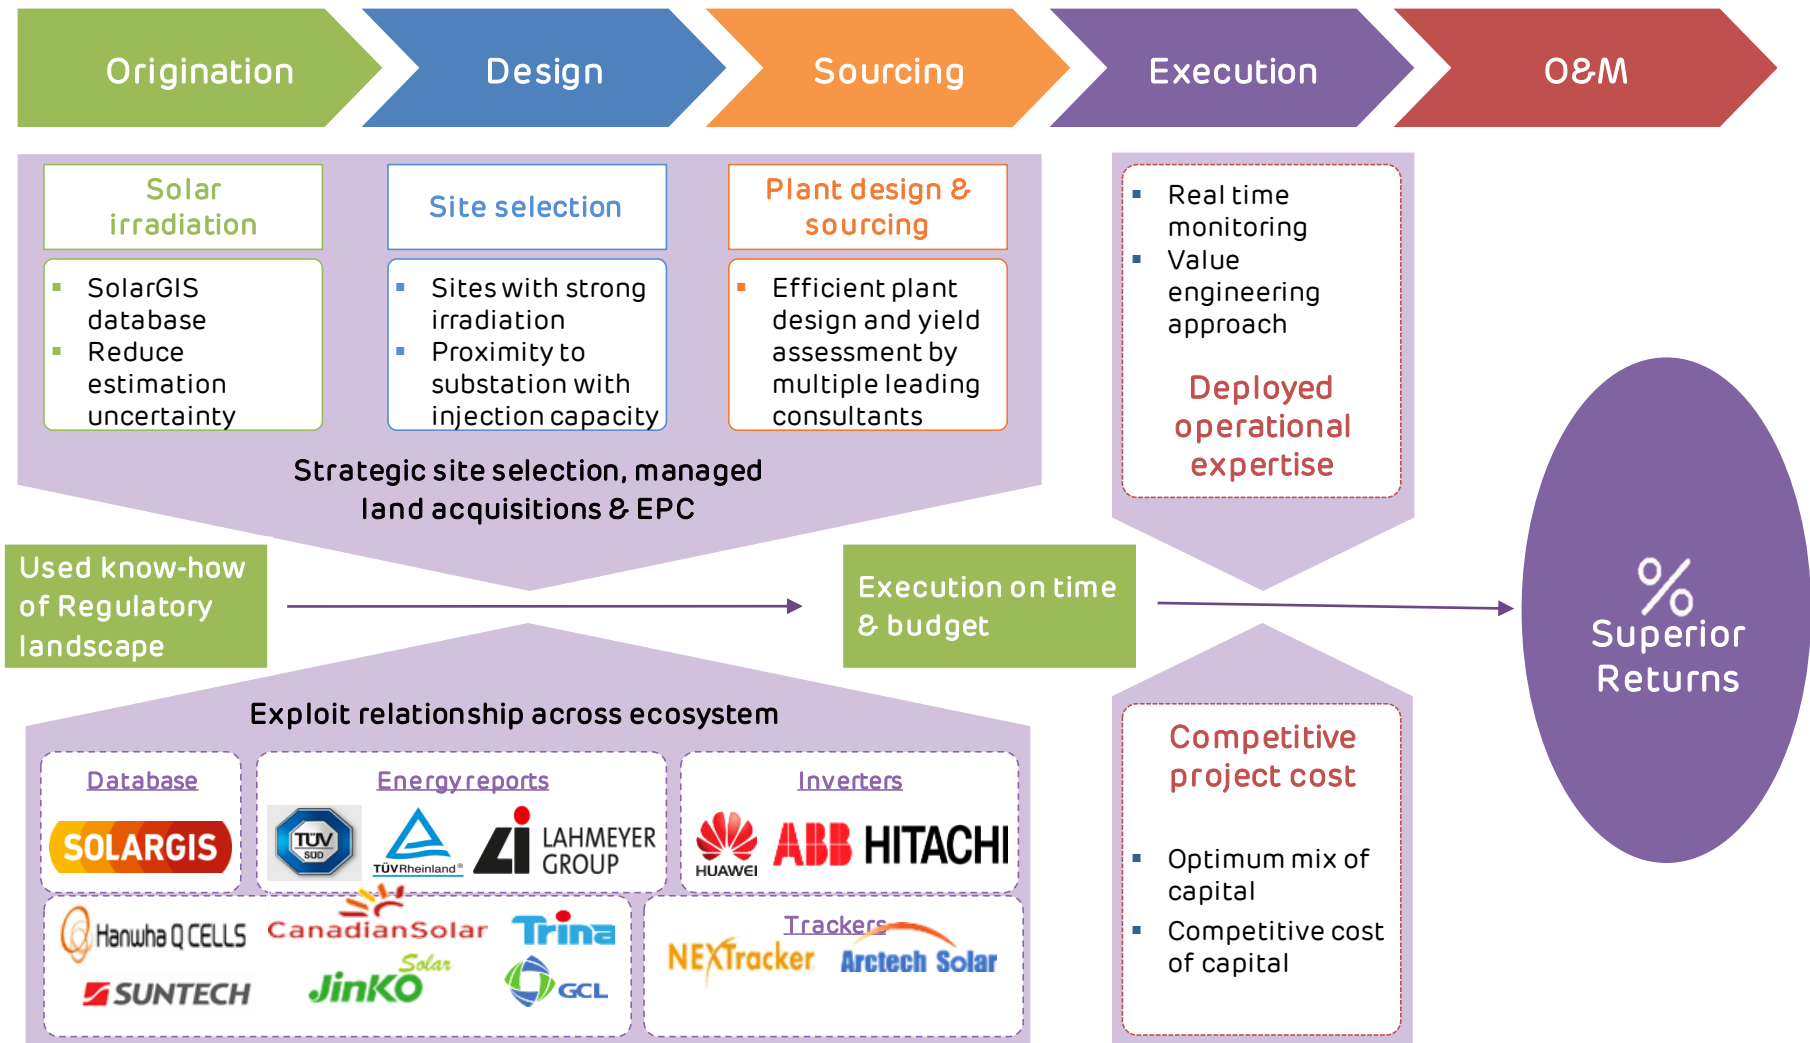 Origination
Design
Sourcing
Execution
O&M
Solar
irradiation
▪ SolarGIS
database
▪ Reduce
estimation
uncertainty
Site selection
▪ Sites with strong
irradiation
▪ Proximity to
substation with
injection capacity
Plant design &
sourcing
▪ Efficient plant
design and yield
assessment by
multiple leading
consultants
Strategic site selection, managed
land acquisitions & EPC
▪ Real time
monitoring
▪ Value
engineering
approach
Deployed
operational
expertise
Used know-how
of Regulatory
landscape
Execution on time
& budget
%
Superior
Returns
Exploit relationship across ecosystem
Database
SOLARGIS
Energy reports
TÜV
SÜD
TÜVRheinland®
LAHMEYER
GROUP
Inverters
HUAWEI
ABB
HITACHI
Hanwha Q CELLS
CanadianSolar
Trina
SUNTECH
Solar
JinKO
GCL
Trackers
NEXTracker
Arctech Solar
Competitive
project cost
▪ Optimum mix of
capital
▪ Competitive cost
of capital